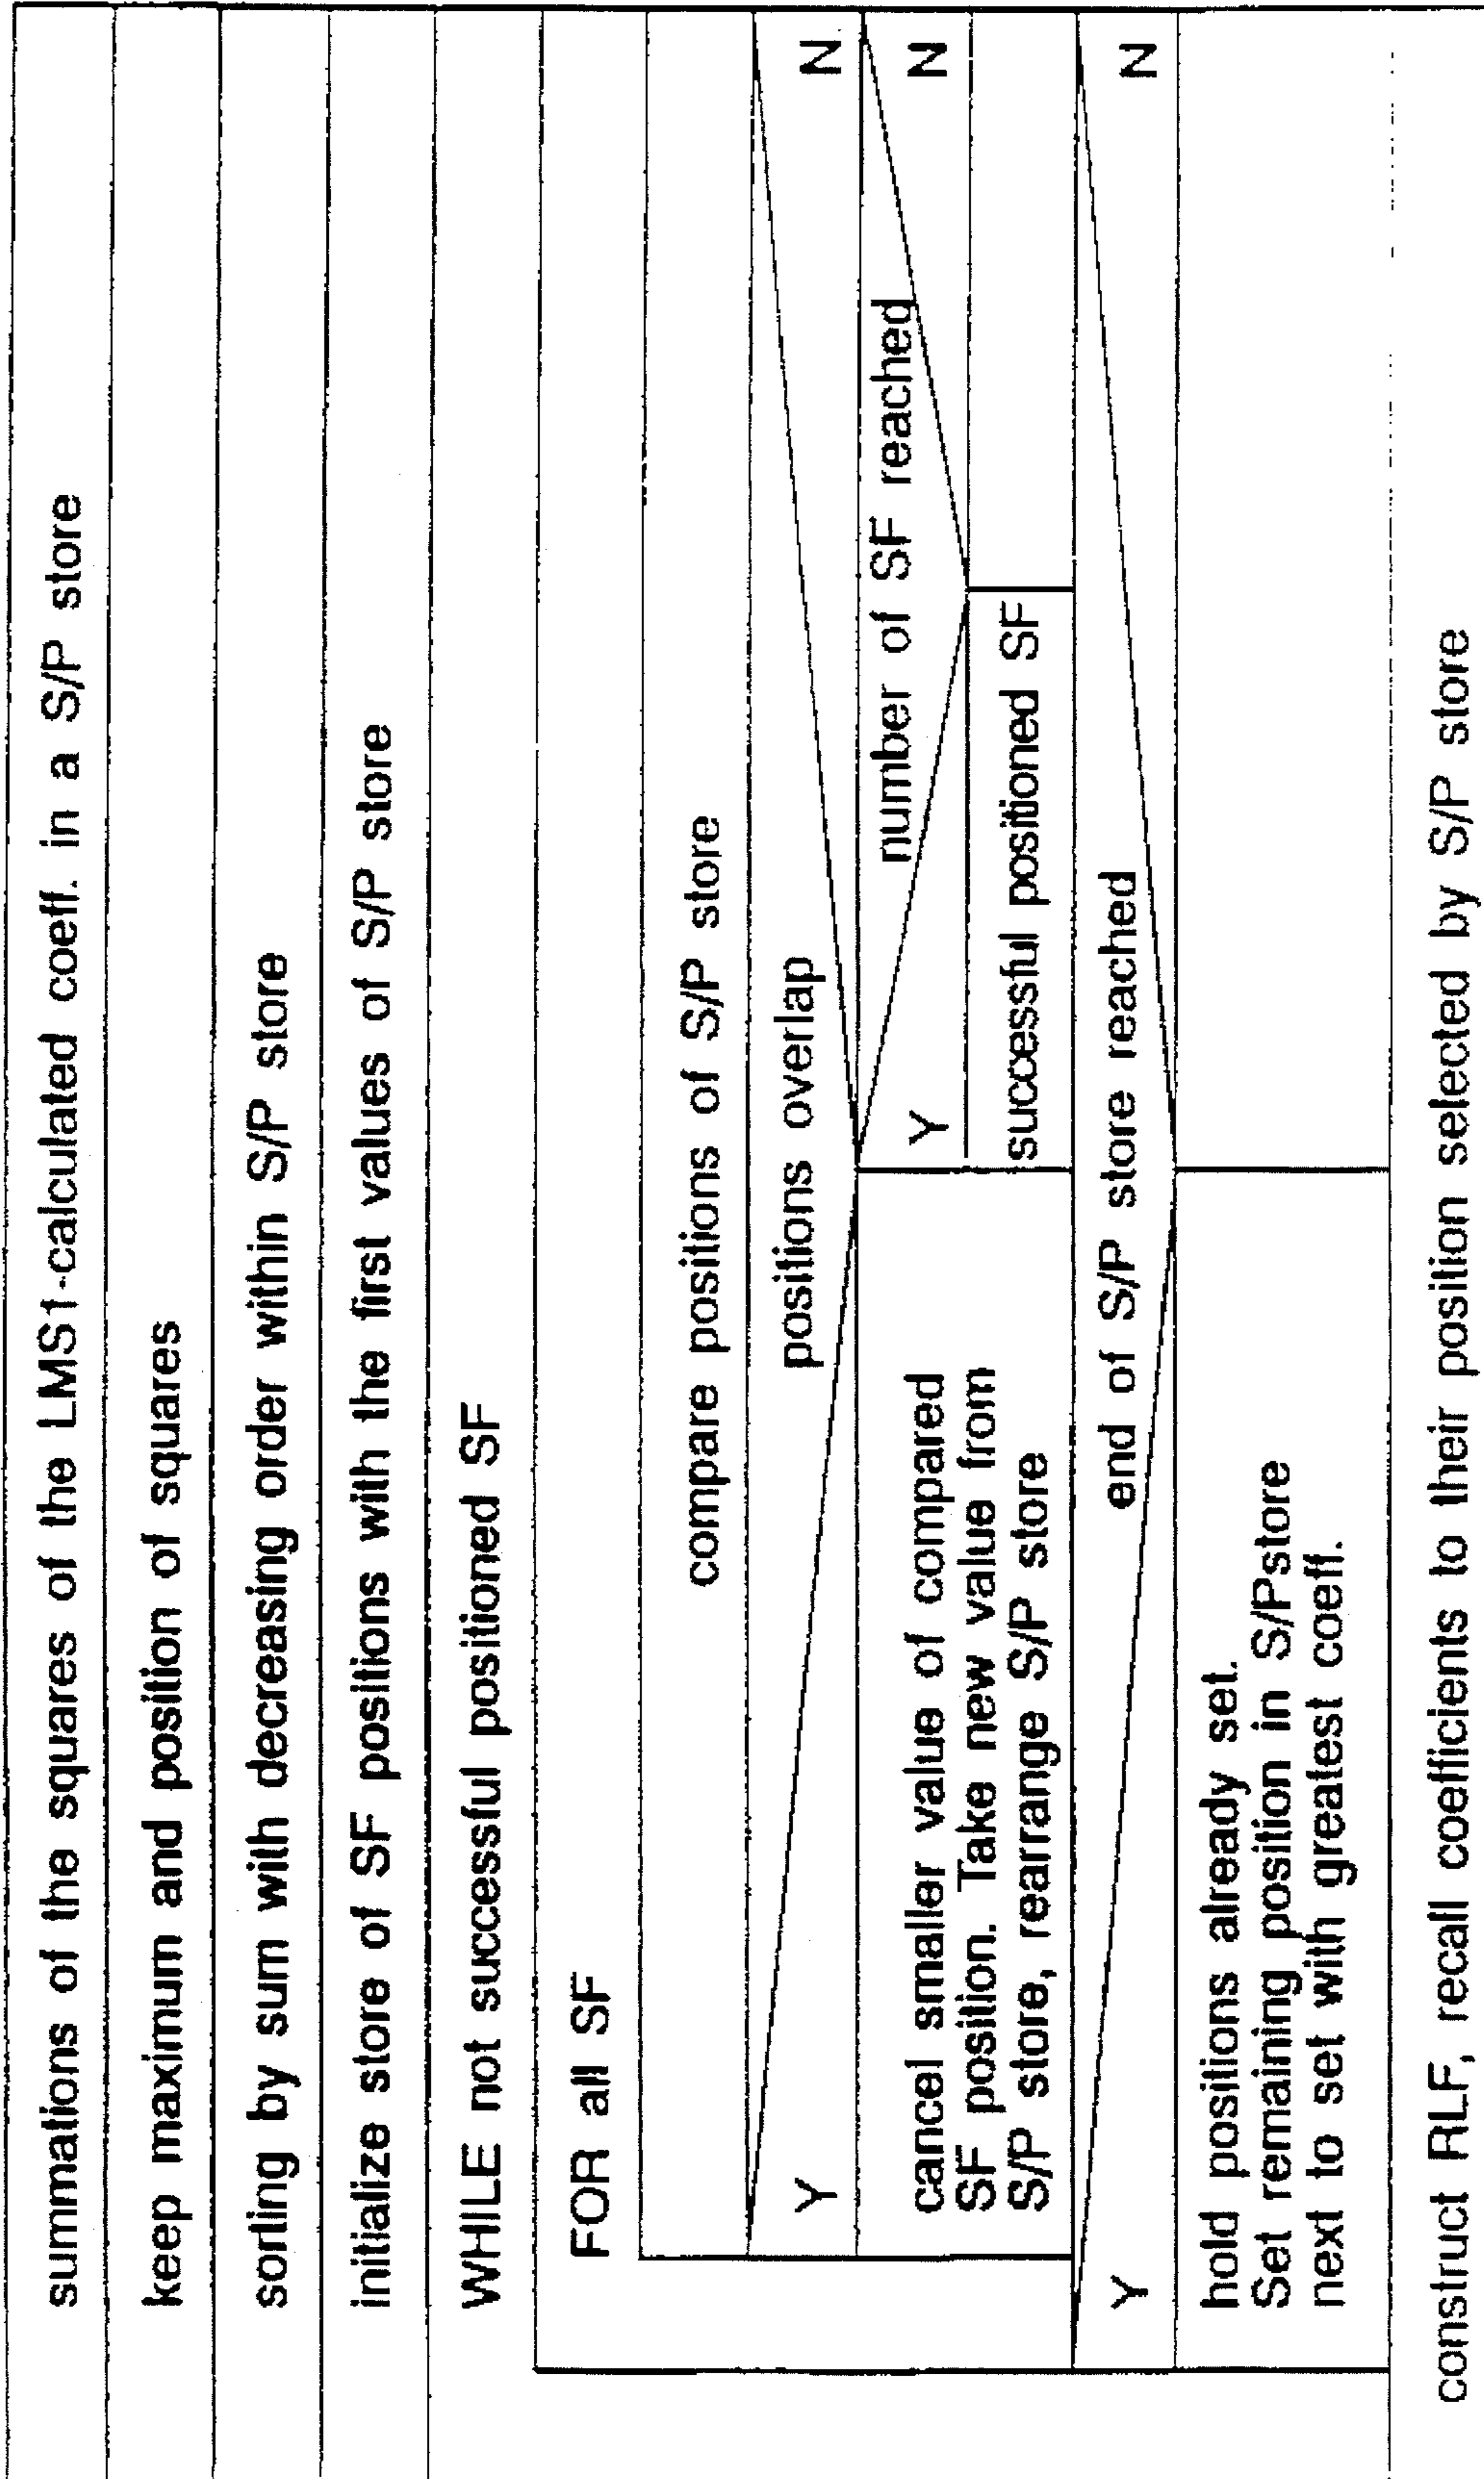 summations of the squares of the LMS1-calculated coeff. in a S/P store
keep maximum and position of squares
sorting by sum with decreasing order within S/P store
initialize store of SF positions with the first values of S/P store
WHILE not successful positioned SF
FOR all SF
compare positions of S/P store
positions overlap
Y
N
cancel smaller value of compared
SF position. Take new value from
S/P store, rearrange S/P store
number of SF reached
Y
N
successful positioned SF
end of S/P store reached
Y
N
hold positions already set.
Set remaining position in S/Pstore
next to set with greatest coeff.
construct RLF, recall coefficients to their position selected by S/P store